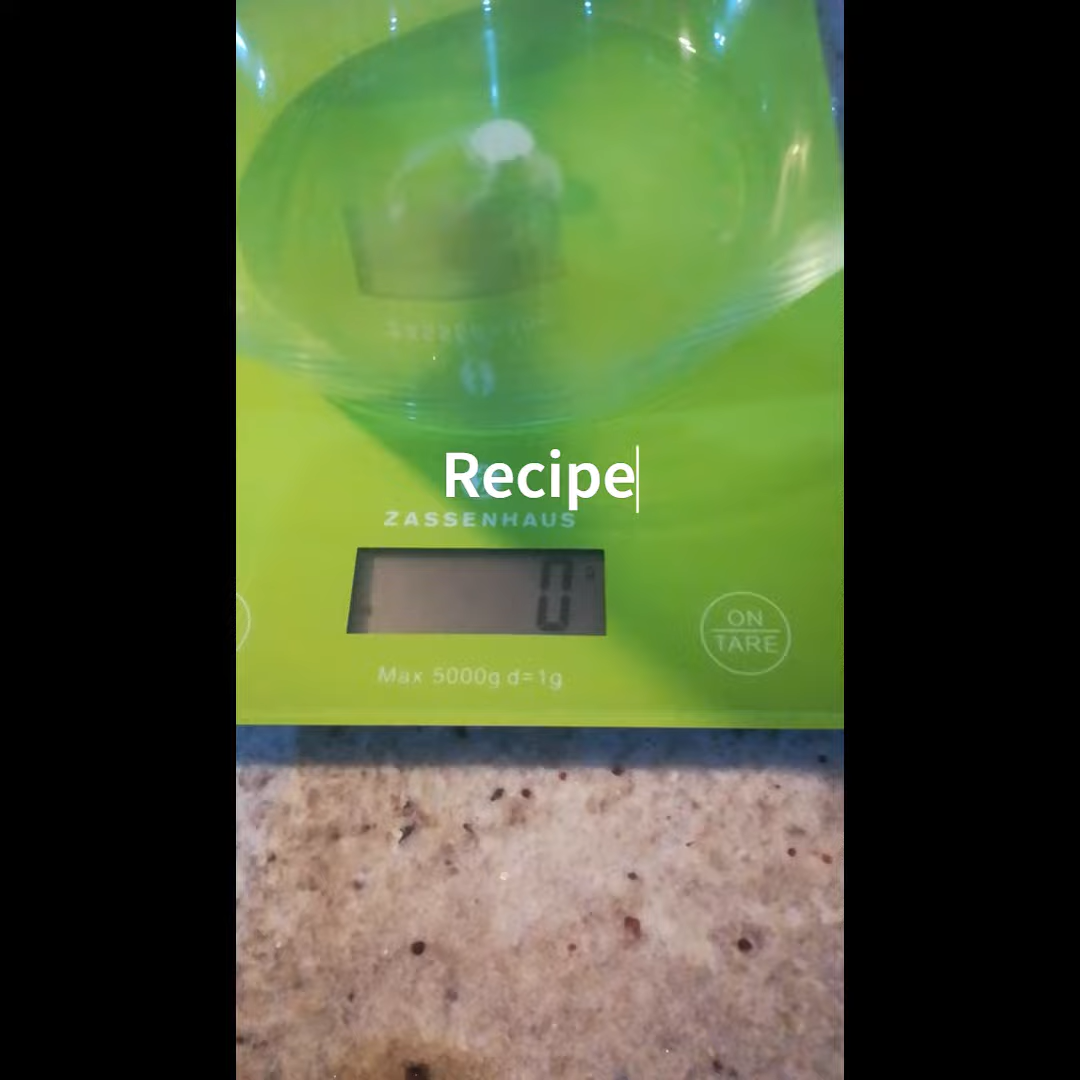 Recipe
ZASSENHAUS
0 g
ON
TARE
Max 5000g d=1g